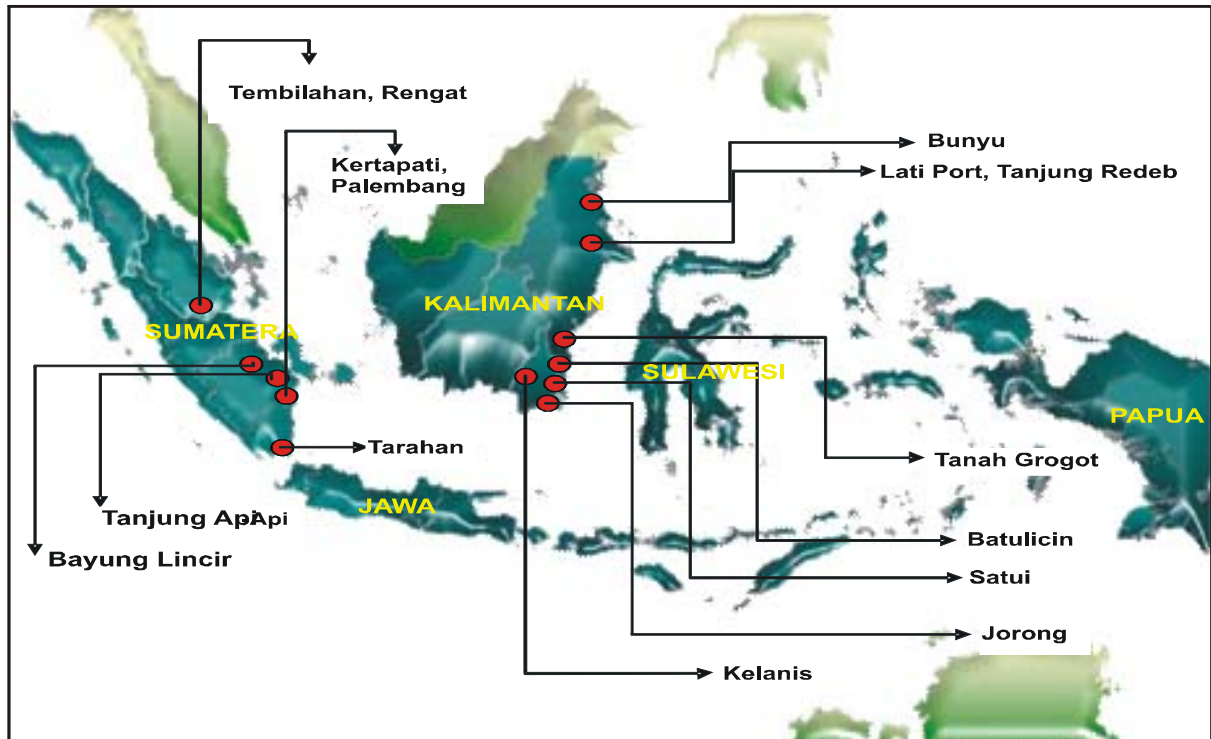 Tembilahan, Rengat
Kertapati,
Palembang
Bunyu
Lati Port, Tanjung Redeb
KALIMANTAN
SUMATERA
SULAWESI
PAPUA
Tarahan
Tanah Grogot
JAWA
Tanjung Api-Api
Batulicin
Bayung Lincir
Satui
Jorong
Kelanis